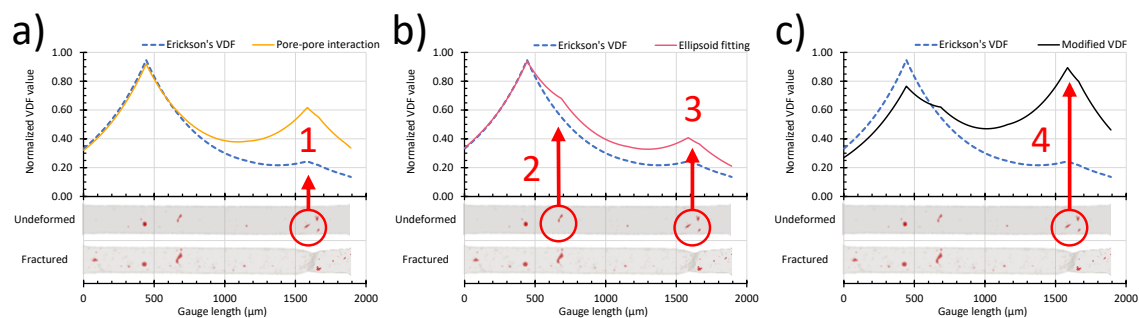 a)
Erickson's VDF
Pore-pore interaction
Normalized VDF value
1.00
0.80
0.60
0.40
0.20
0.00
1
Undeformed
Fractured
0 500 1000 1500 2000
Gauge length (µm)
b)
Erickson's VDF
Ellipsoid fitting
Normalized VDF value
1.00
0.80
0.60
0.40
0.20
0.00
2
3
Undeformed
Fractured
0 500 1000 1500 2000
Gauge length (µm)
c)
Erickson's VDF
Modified VDF
Normalized VDF value
1.00
0.80
0.60
0.40
0.20
0.00
4
Undeformed
Fractured
0 500 1000 1500 2000
Gauge length (µm)